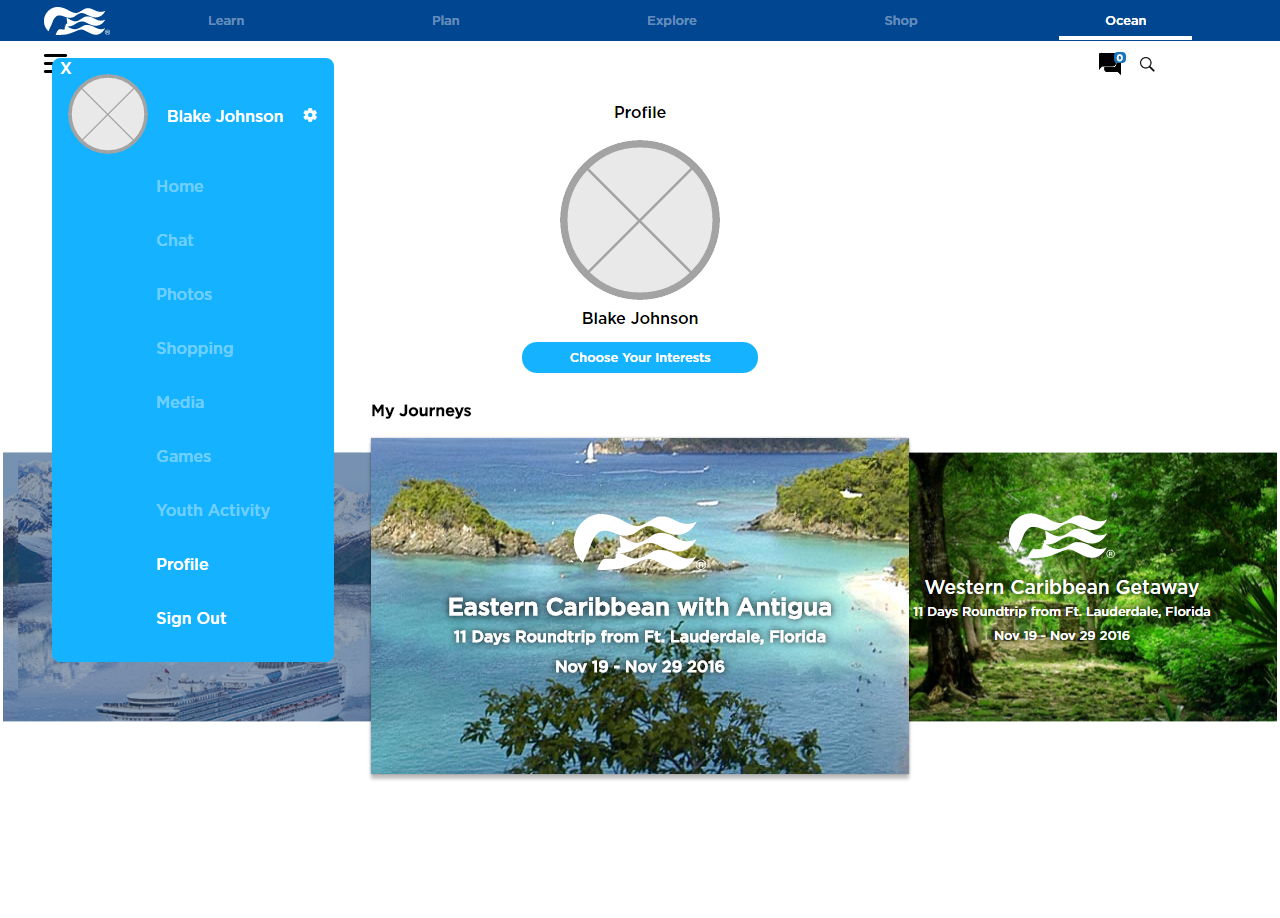 Learn
Plan
Explore
Shop
Ocean
X
0
Blake Johnson
Home
Chat
Photos
Shopping
Media
Games
Youth Activity
Profile
Sign Out
Profile
Blake Johnson
Choose Your Interests
My Journeys
Eastern Caribbean with Antigua
11 Days Roundtrip from Ft. Lauderdale, Florida
Nov 19 - Nov 29 2016
Western Caribbean Getaway
11 Days Roundtrip from Ft. Lauderdale, Florida
Nov 19 - Nov 29 2016